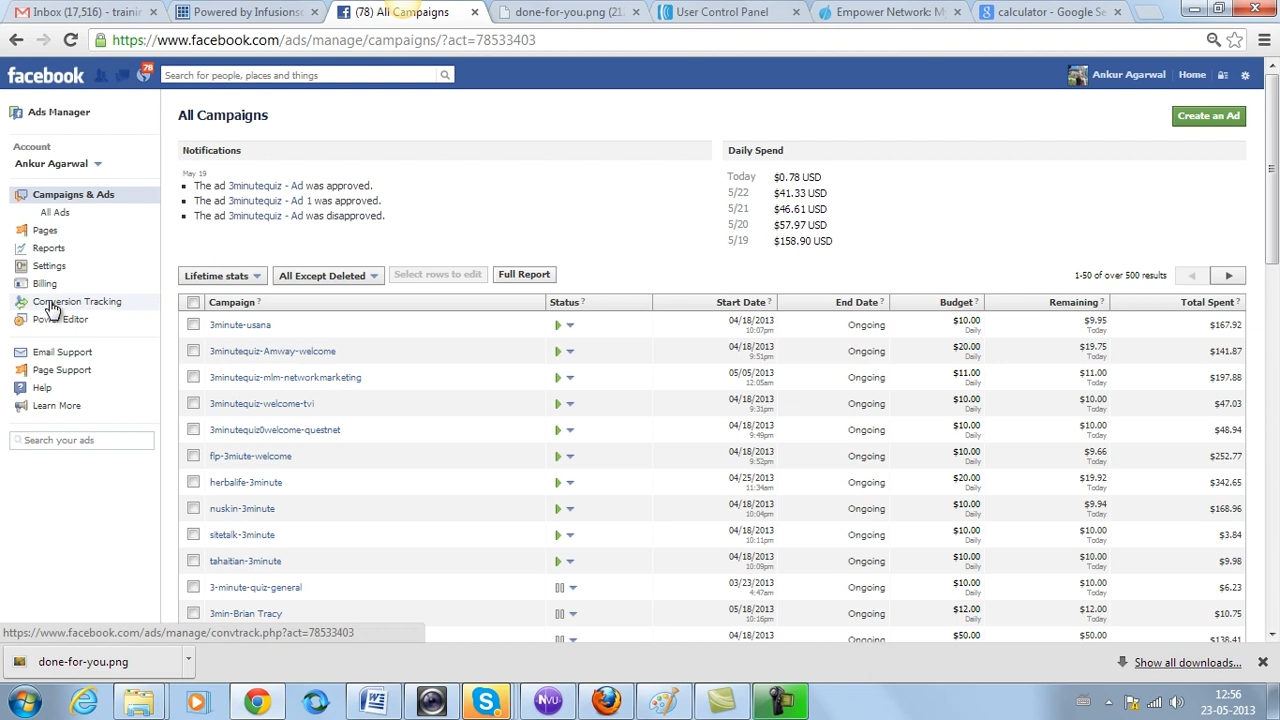 Inbox (17,516) - trainin
Powered by Infusionso
(78) All Campaigns
done-for-you.png (21
User Control Panel
Empower Network: My
calculator - Google Se
https://www.facebook.com/ads/manage/campaigns/?act=78533403
facebook
78
Search for people, places and things
Ankur Agarwal
Home
Ads Manager
Account
Ankur Agarwal
Campaigns & Ads
All Ads
Pages
Reports
Settings
Billing
Conversion Tracking
Power Editor
Email Support
Page Support
Help
Learn More
Search your ads
All Campaigns
Create an Ad
Notifications
May 19
The ad 3minutequiz - Ad was approved.
The ad 3minutequiz - Ad 1 was approved.
The ad 3minutequiz - Ad was disapproved.
Daily Spend
Today $0.78 USD
5/22 $41.33 USD
5/21 $46.61 USD
5/20 $57.97 USD
5/19 $158.90 USD
Lifetime stats
All Except Deleted
Select rows to edit
Full Report
1-50 of over 500 results
Campaign ? Status ? Start Date ? End Date ? Budget ? Remaining ? Total Spent ?
3minute-usana 04/18/2013 Ongoing $10.00 $9.95 $167.92
10:07pm Daily Today
3minutequiz-Amway-welcome 04/18/2013 Ongoing $20.00 $19.75 $141.87
9:51pm Daily Today
3minutequiz-mlm-networkmarketing 05/05/2013 Ongoing $11.00 $11.00 $197.88
12:05am Daily Today
3minutequiz-welcome-tvi 04/18/2013 Ongoing $10.00 $10.00 $47.03
9:31pm Daily Today
3minutequiz0welcome-questnet 04/18/2013 Ongoing $10.00 $10.00 $48.94
9:49pm Daily Today
flp-3miute-welcome 04/18/2013 Ongoing $10.00 $9.66 $252.77
9:52pm Daily Today
herbalife-3minute 04/25/2013 Ongoing $20.00 $19.92 $342.65
11:34am Daily Today
nuskin-3minute 04/18/2013 Ongoing $10.00 $9.94 $168.96
10:04pm Daily Today
sitetalk-3minute 04/18/2013 Ongoing $10.00 $10.00 $3.84
10:11pm Daily Today
tahaitian-3minute 04/18/2013 Ongoing $10.00 $10.00 $9.98
10:09pm Daily Today
3-minute-quiz-general 03/23/2013 Ongoing $10.00 $10.00 $6.23
4:47am Daily Today
3min-Brian Tracy 05/18/2013 Ongoing $12.00 $12.00 $10.75
10:16pm Daily Today
04/18/2013 $50.00 $50.00 $138.41
https://www.facebook.com/ads/manage/convtrack.php?act=78533403
done-for-you.png
Show all downloads...
12:56
23-05-2013